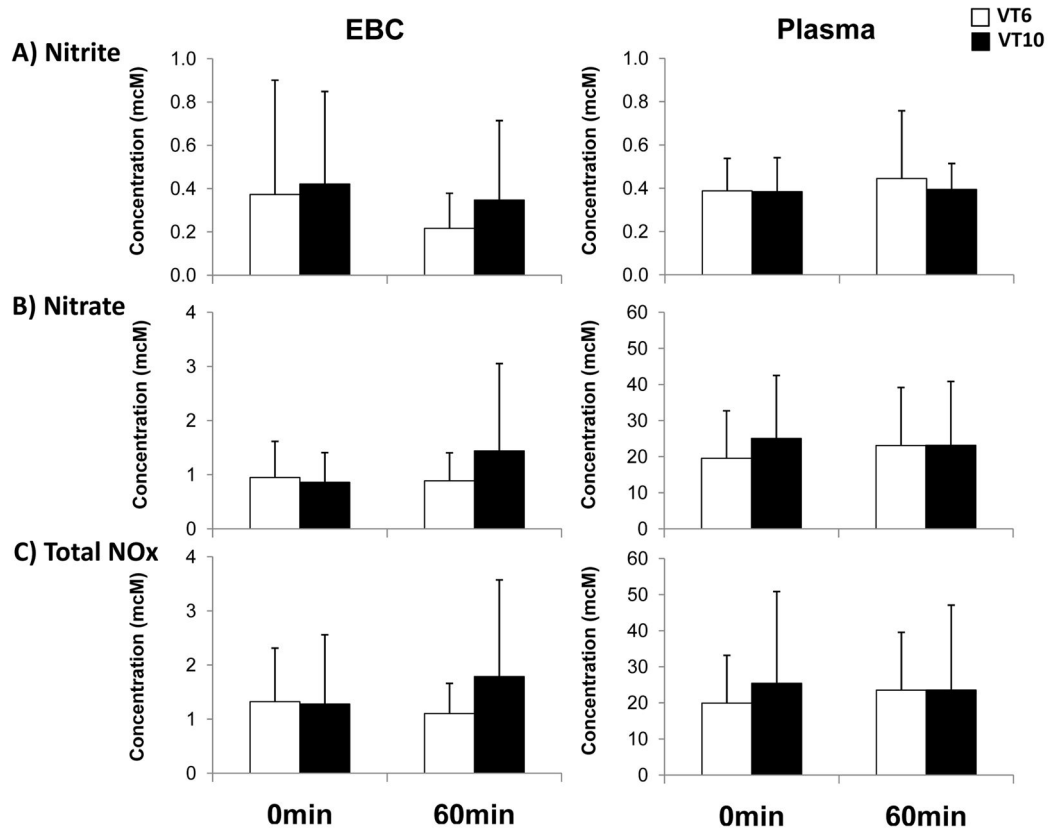 EBC
Plasma
VT6
VT10
A) Nitrite
Concentration (mcM)
1.0
0.8
0.6
0.4
0.2
0.0
Concentration (mcM)
1.0
0.8
0.6
0.4
0.2
0.0
B) Nitrate
Concentration (mcM)
4
3
2
1
0
Concentration (mcM)
60
50
40
30
20
10
0
C) Total NOx
Concentration (mcM)
4
3
2
1
0
Concentration (mcM)
60
50
40
30
20
10
0
0min
60min
0min
60min